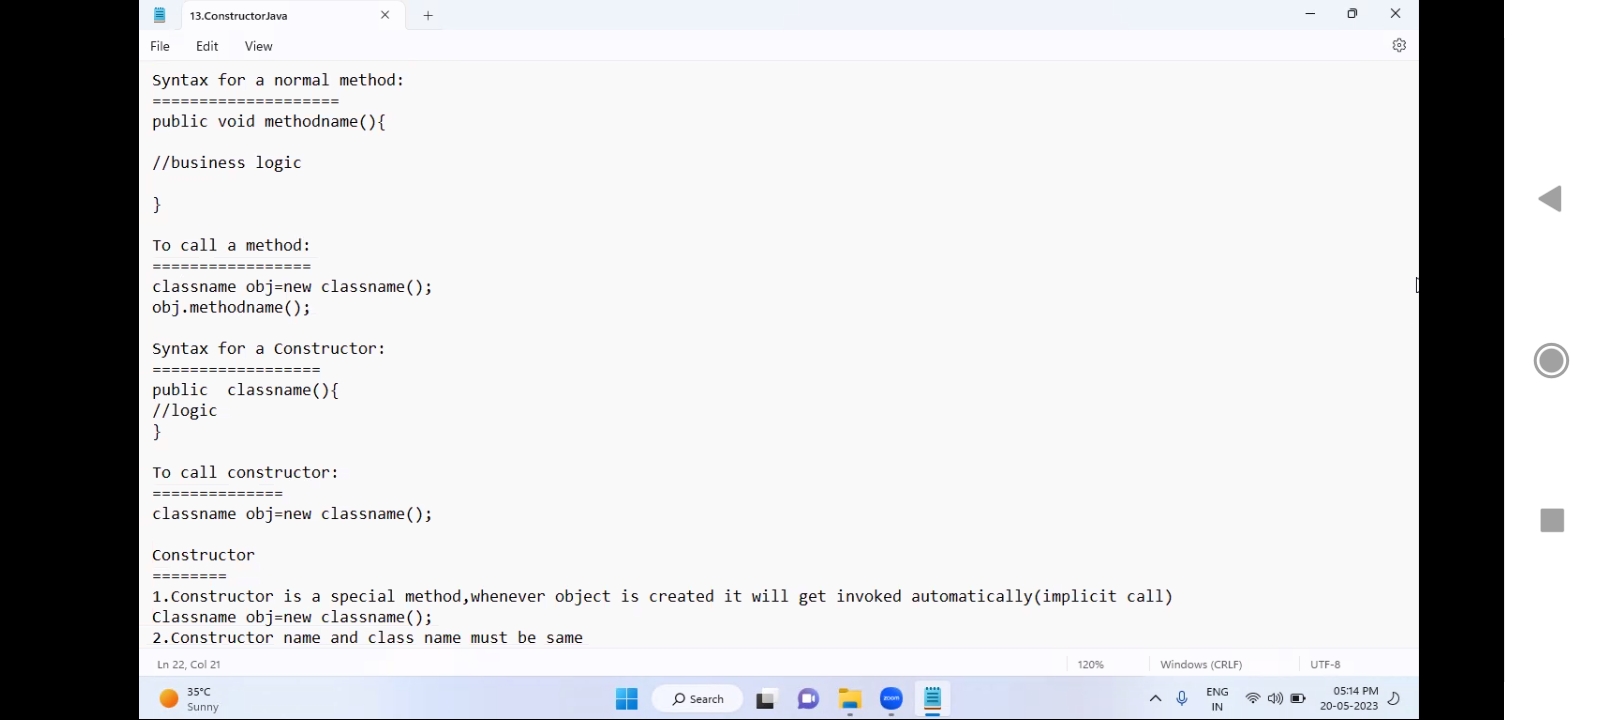 13.ConstructorJava
File Edit View
Syntax for a normal method:
====================
public void methodname(){
//business logic
}
To call a method:
=================
classname obj=new classname();
obj.methodname();
Syntax for a Constructor:
==================
public  classname(){
//logic
}
To call constructor:
==============
classname obj=new classname();
Constructor
========
1.Constructor is a special method,whenever object is created it will get invoked automatically(implicit call)
Classname obj=new classname();
2.Constructor name and class name must be same
Ln 22, Col 21 120% Windows (CRLF) UTF-8
35°C
Sunny
Search
zoom
ENG
IN
05:14 PM
20-05-2023